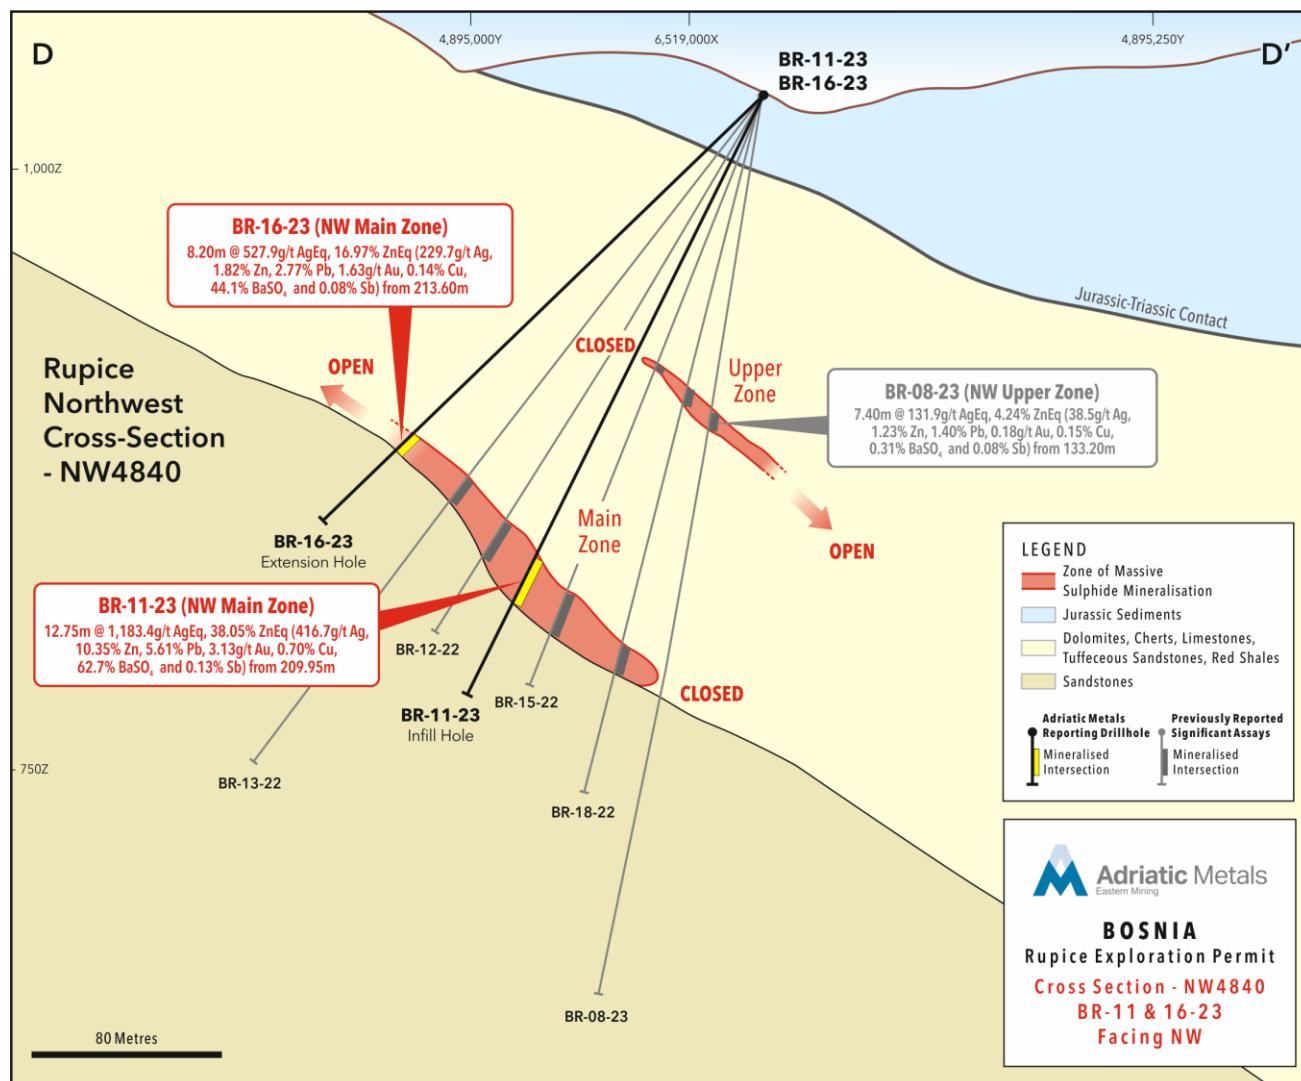 D
4,895,000Y
6,519,000X
4,895,250Y
D'
BR-11-23
BR-16-23
1,000Z
BR-16-23 (NW Main Zone)
8.20m @ 527.9g/t AgEq, 16.97% ZnEq (229.7g/t Ag,
1.82% Zn, 2.77% Pb, 1.63g/t Au, 0.14% Cu,
44.1% BaSO₄ and 0.08% Sb) from 213.60m
Jurassic-Triassic Contact
CLOSED
Upper
Zone
OPEN
Rupice
Northwest
Cross-Section
- NW4840
BR-08-23 (NW Upper Zone)
7.40m @ 131.9g/t AgEq, 4.24% ZnEq (38.5g/t Ag,
1.23% Zn, 1.40% Pb, 0.18g/t Au, 0.15% Cu,
0.31% BaSO₄ and 0.08% Sb) from 133.20m
Main
Zone
OPEN
BR-16-23
Extension Hole
BR-11-23 (NW Main Zone)
12.75m @ 1,183.4g/t AgEq, 38.05% ZnEq (416.7g/t Ag,
10.35% Zn, 5.61% Pb, 3.13g/t Au, 0.70% Cu,
62.7% BaSO₄ and 0.13% Sb) from 209.95m
BR-12-22
BR-11-23
Infill Hole
BR-15-22
CLOSED
750Z
BR-13-22
BR-18-22
BR-08-23
80 Metres
LEGEND
Zone of Massive
Sulphide Mineralisation
Jurassic Sediments
Dolomites, Cherts, Limestones,
Tuffeceous Sandstones, Red Shales
Sandstones
Adriatic Metals
Reporting Drillhole
Mineralised
Intersection
Previously Reported
Significant Assays
Mineralised
Intersection
Adriatic Metals
Eastern Mining
BOSNIA
Rupice Exploration Permit
Cross Section - NW4840
BR-11 & 16-23
Facing NW